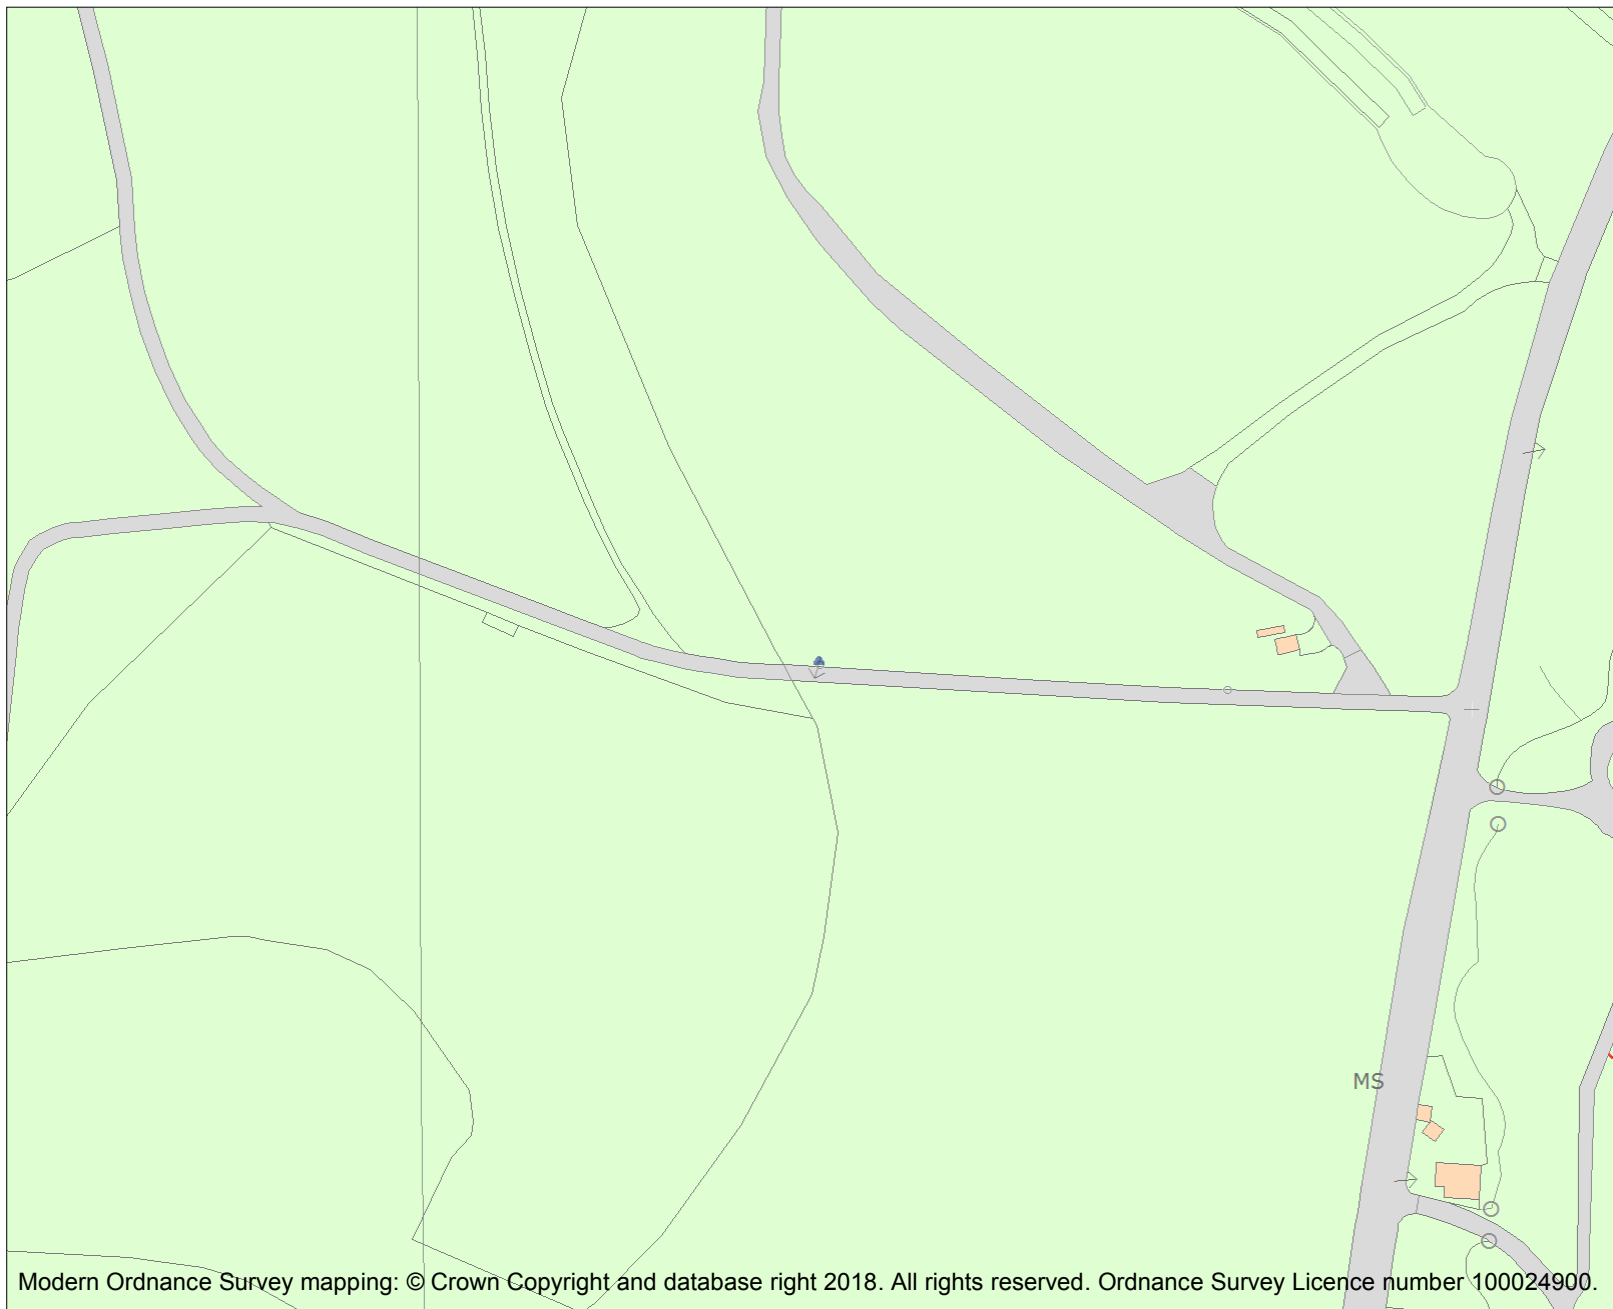 MS
Modern Ordnance Survey mapping: © Crown Copyright and database right 2018. All rights reserved. Ordnance Survey Licence number 100024900.